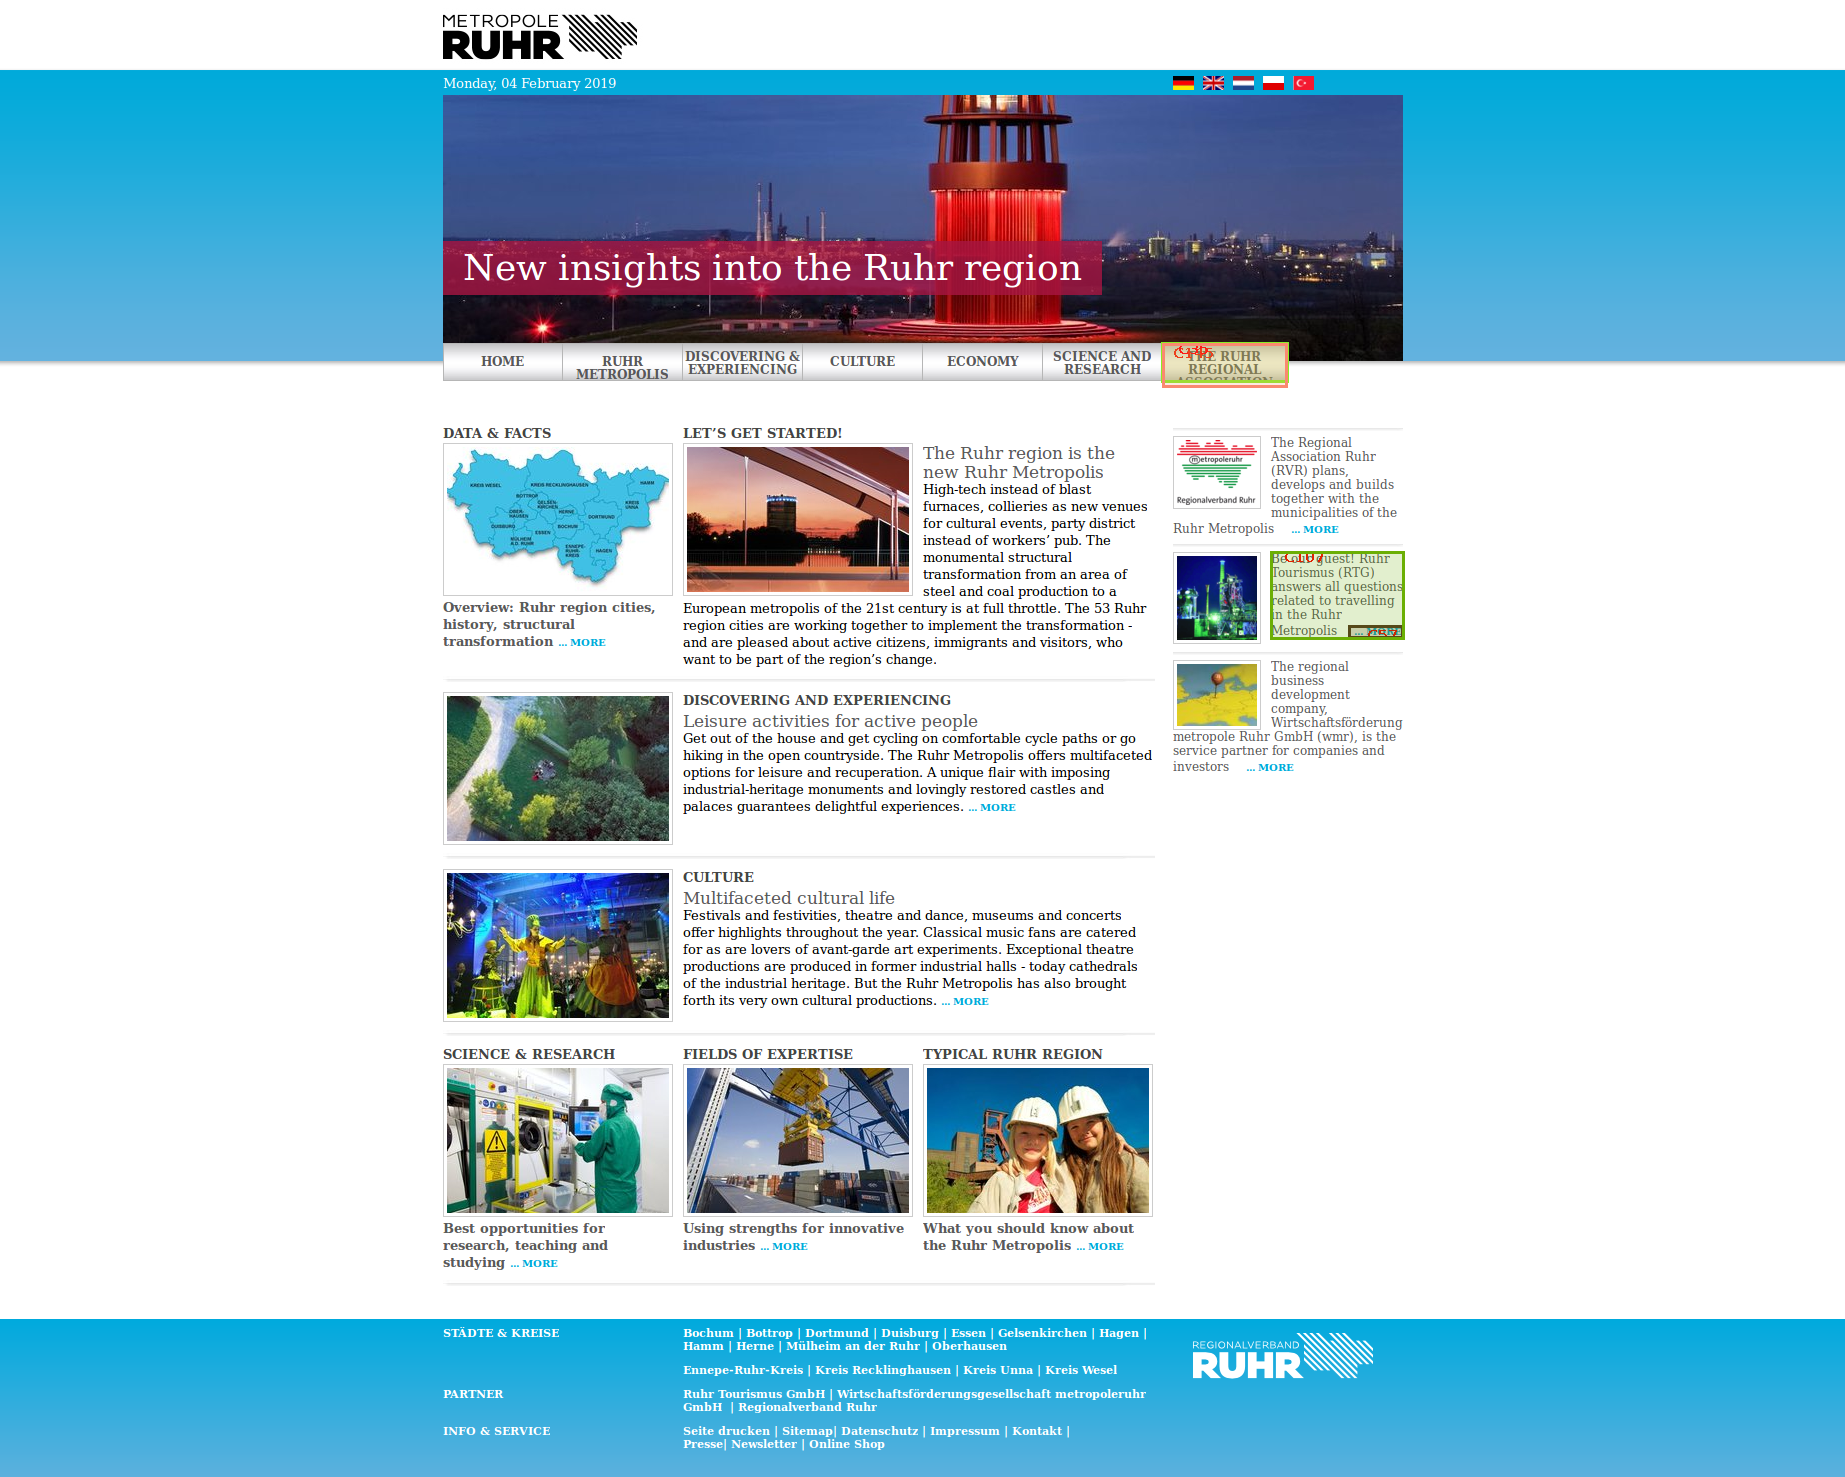 METROPOLE
RUHR
Monday, 04 February 2019
New insights into the Ruhr region
HOME
RUHR
METROPOLIS
DISCOVERING &
EXPERIENCING
CULTURE
ECONOMY
SCIENCE AND
RESEARCH
THE RUHR
REGIONAL
ASSOCIATION
DATA & FACTS
KREIS WESEL
KREIS RECKLINGHAUSEN
HAMM
BOTTROP
GELSEN-
KIRCHEN
KREIS
UNNA
OBER-
HAUSEN
HERNE
DORTMUND
DUISBURG
BOCHUM
ESSEN
MÜLHEIM
A.D. RUHR
ENNEPE-
RUHR-
KREIS
HAGEN
Overview: Ruhr region cities,
history, structural
transformation ... MORE
LET’S GET STARTED!
The Ruhr region is the
new Ruhr Metropolis
High-tech instead of blast
furnaces, collieries as new venues
for cultural events, party district
instead of workers’ pub. The
monumental structural
transformation from an area of
steel and coal production to a
European metropolis of the 21st century is at full throttle. The 53 Ruhr
region cities are working together to implement the transformation -
and are pleased about active citizens, immigrants and visitors, who
want to be part of the region’s change.
DISCOVERING AND EXPERIENCING
Leisure activities for active people
Get out of the house and get cycling on comfortable cycle paths or go
hiking in the open countryside. The Ruhr Metropolis offers multifaceted
options for leisure and recuperation. A unique flair with imposing
industrial-heritage monuments and lovingly restored castles and
palaces guarantees delightful experiences. ... MORE
CULTURE
Multifaceted cultural life
Festivals and festivities, theatre and dance, museums and concerts
offer highlights throughout the year. Classical music fans are catered
for as are lovers of avant-garde art experiments. Exceptional theatre
productions are produced in former industrial halls - today cathedrals
of the industrial heritage. But the Ruhr Metropolis has also brought
forth its very own cultural productions. ... MORE
SCIENCE & RESEARCH
Best opportunities for
research, teaching and
studying ... MORE
FIELDS OF EXPERTISE
Using strengths for innovative
industries ... MORE
TYPICAL RUHR REGION
What you should know about
the Ruhr Metropolis ... MORE
metropoleruhr
Regionalverband Ruhr
The Regional
Association Ruhr
(RVR) plans,
develops and builds
together with the
municipalities of the
Ruhr Metropolis ... MORE
Be our guest! Ruhr
Tourismus (RTG)
answers all questions
related to travelling
in the Ruhr
Metropolis ...
The regional
business
development
company,
Wirtschaftsförderung
metropole Ruhr GmbH (wmr), is the
service partner for companies and
investors ... MORE
STÄDTE & KREISE
Bochum | Bottrop | Dortmund | Duisburg | Essen | Gelsenkirchen | Hagen |
Hamm | Herne | Mülheim an der Ruhr | Oberhausen
Ennepe-Ruhr-Kreis | Kreis Recklinghausen | Kreis Unna | Kreis Wesel
PARTNER
Ruhr Tourismus GmbH | Wirtschaftsförderungsgesellschaft metropoleruhr
GmbH | Regionalverband Ruhr
INFO & SERVICE
Seite drucken | Sitemap| Datenschutz | Impressum | Kontakt |
Presse| Newsletter | Online Shop
REGIONALVERBAND
RUHR